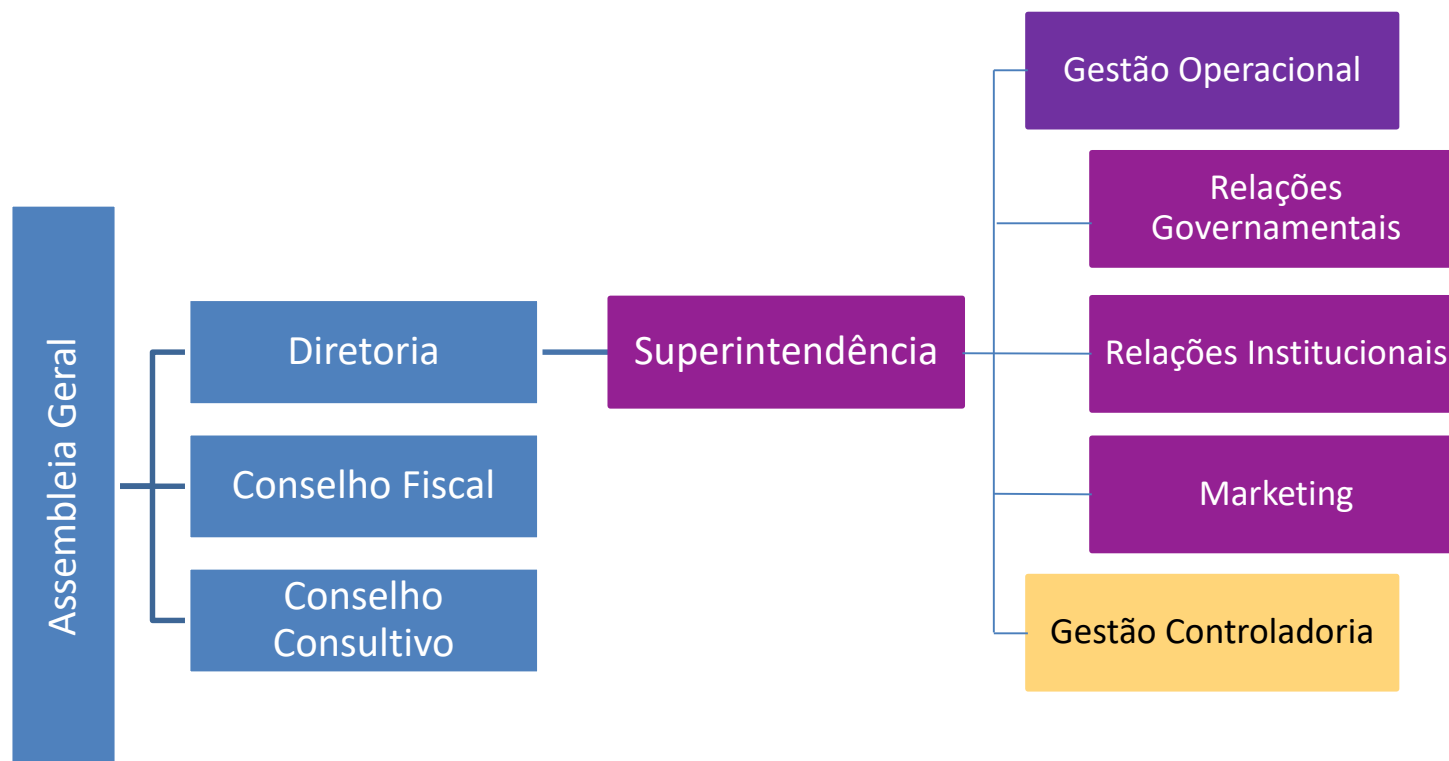 Assembleia Geral
Diretoria
Conselho Fiscal
Conselho
Consultivo
Superintendência
Gestão Operacional
Relações
Governamentais
Relações Institucionais
Marketing
Gestão Controladoria